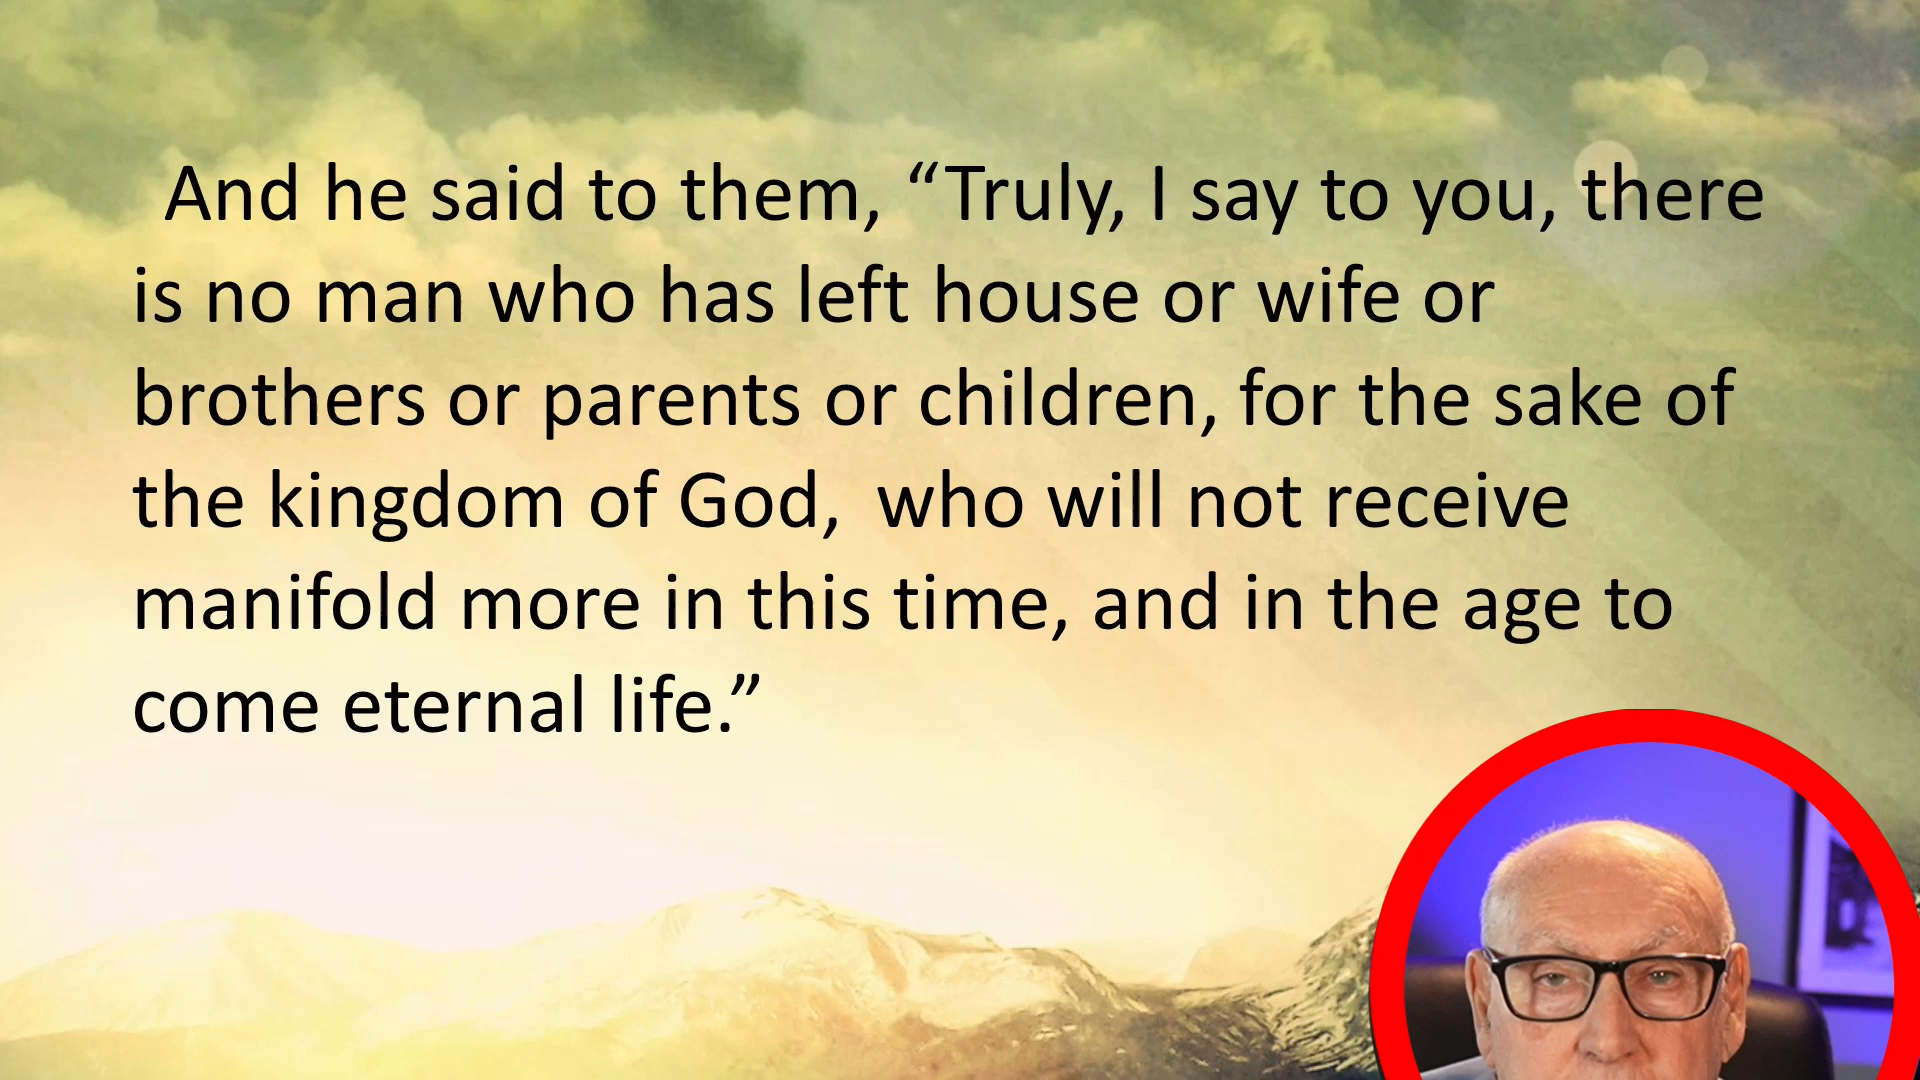 And he said to them, “Truly, I say to you, there
is no man who has left house or wife or
brothers or parents or children, for the sake of
the kingdom of God, who will not receive
manifold more in this time, and in the age to
come eternal life.”